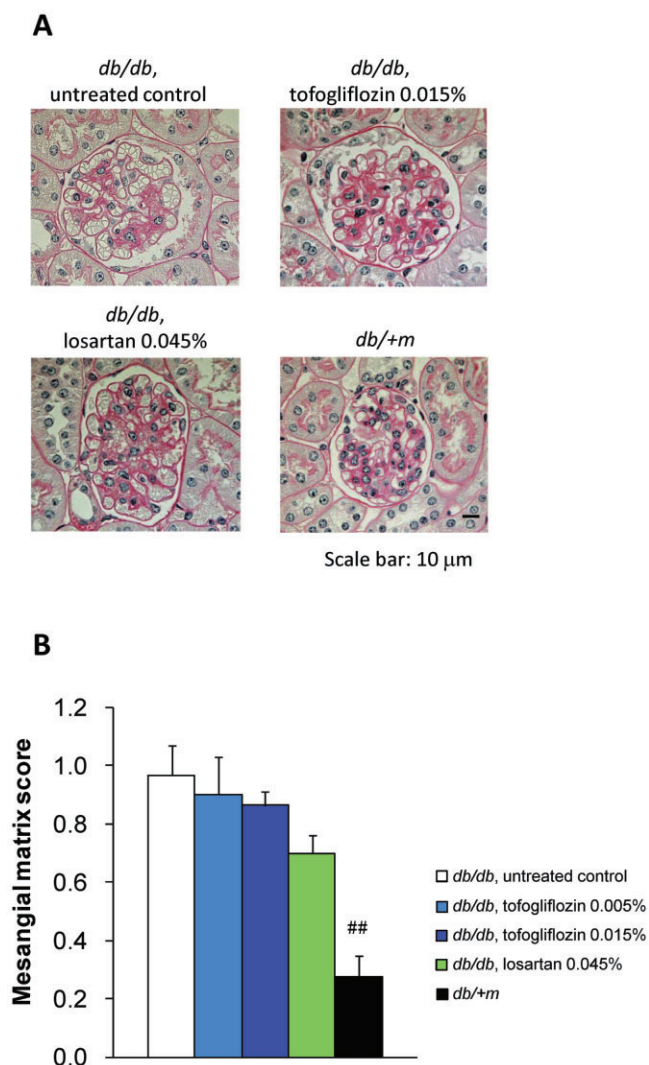 A
db/db,
untreated control
db/db,
tofogliflozin 0.015%
db/db,
losartan 0.045%
db/+m
Scale bar: 10 μm
B
Mesangial matrix score
1.2
1.0
0.8
0.6
0.4
0.2
0.0
##
db/db, untreated control
db/db, tofogliflozin 0.005%
db/db, tofogliflozin 0.015%
db/db, losartan 0.045%
db/+m